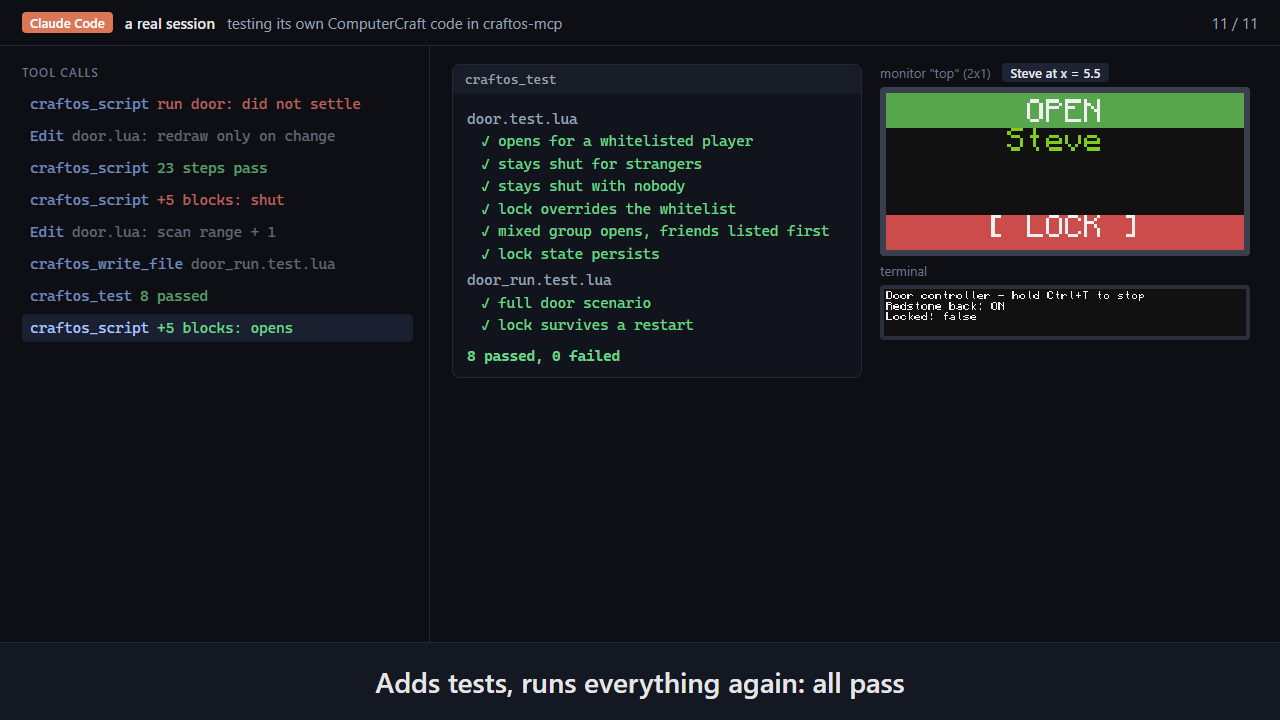 Claude Code a real session testing its own ComputerCraft code in craftos-mcp 11 / 11
TOOL CALLS
craftos_script run door: did not settle
Edit door.lua: redraw only on change
craftos_script 23 steps pass
craftos_script +5 blocks: shut
Edit door.lua: scan range + 1
craftos_write_file door_run.test.lua
craftos_test 8 passed
craftos_script +5 blocks: opens
craftos_test
door.test.lua
✓ opens for a whitelisted player
✓ stays shut for strangers
✓ stays shut with nobody
✓ lock overrides the whitelist
✓ mixed group opens, friends listed first
✓ lock state persists
door_run.test.lua
✓ full door scenario
✓ lock survives a restart
8 passed, 0 failed
monitor "top" (2x1) Steve at x = 5.5
OPEN
Steve
[ LOCK ]
terminal
Door controller - hold Ctrl+T to stop
Redstone back: ON
Locked: false
Adds tests, runs everything again: all pass